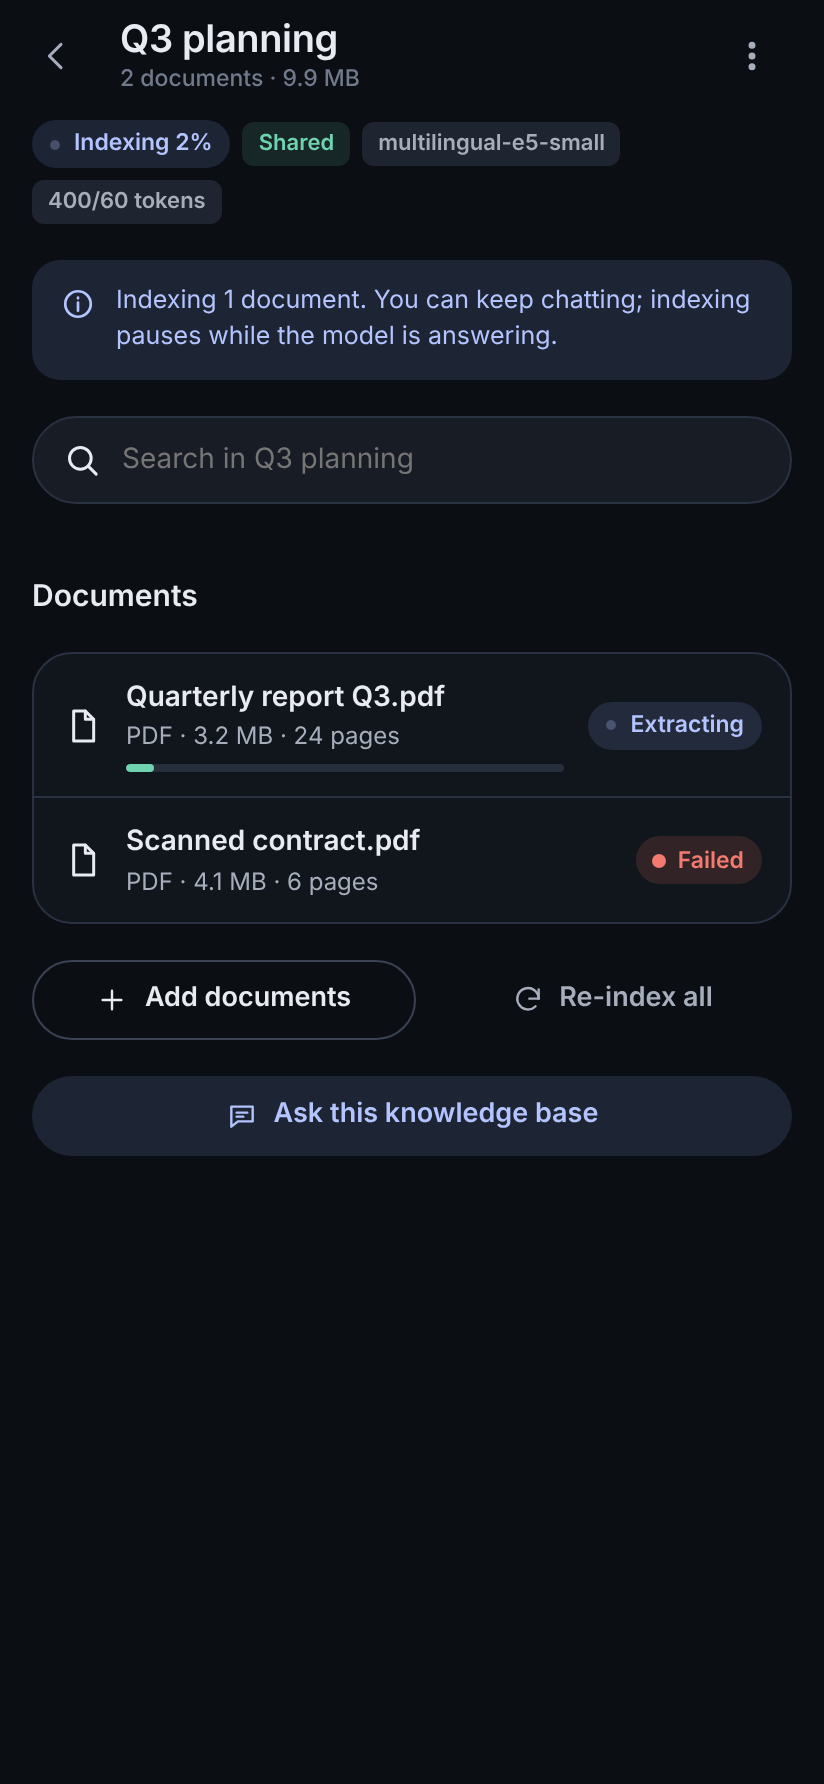 Q3 planning
2 documents · 9.9 MB
Indexing 2%
Shared
multilingual-e5-small
400/60 tokens
Indexing 1 document. You can keep chatting; indexing
pauses while the model is answering.
Search in Q3 planning
Documents
Quarterly report Q3.pdf
PDF · 3.2 MB · 24 pages
Extracting
Scanned contract.pdf
PDF · 4.1 MB · 6 pages
Failed
Add documents
Re-index all
Ask this knowledge base